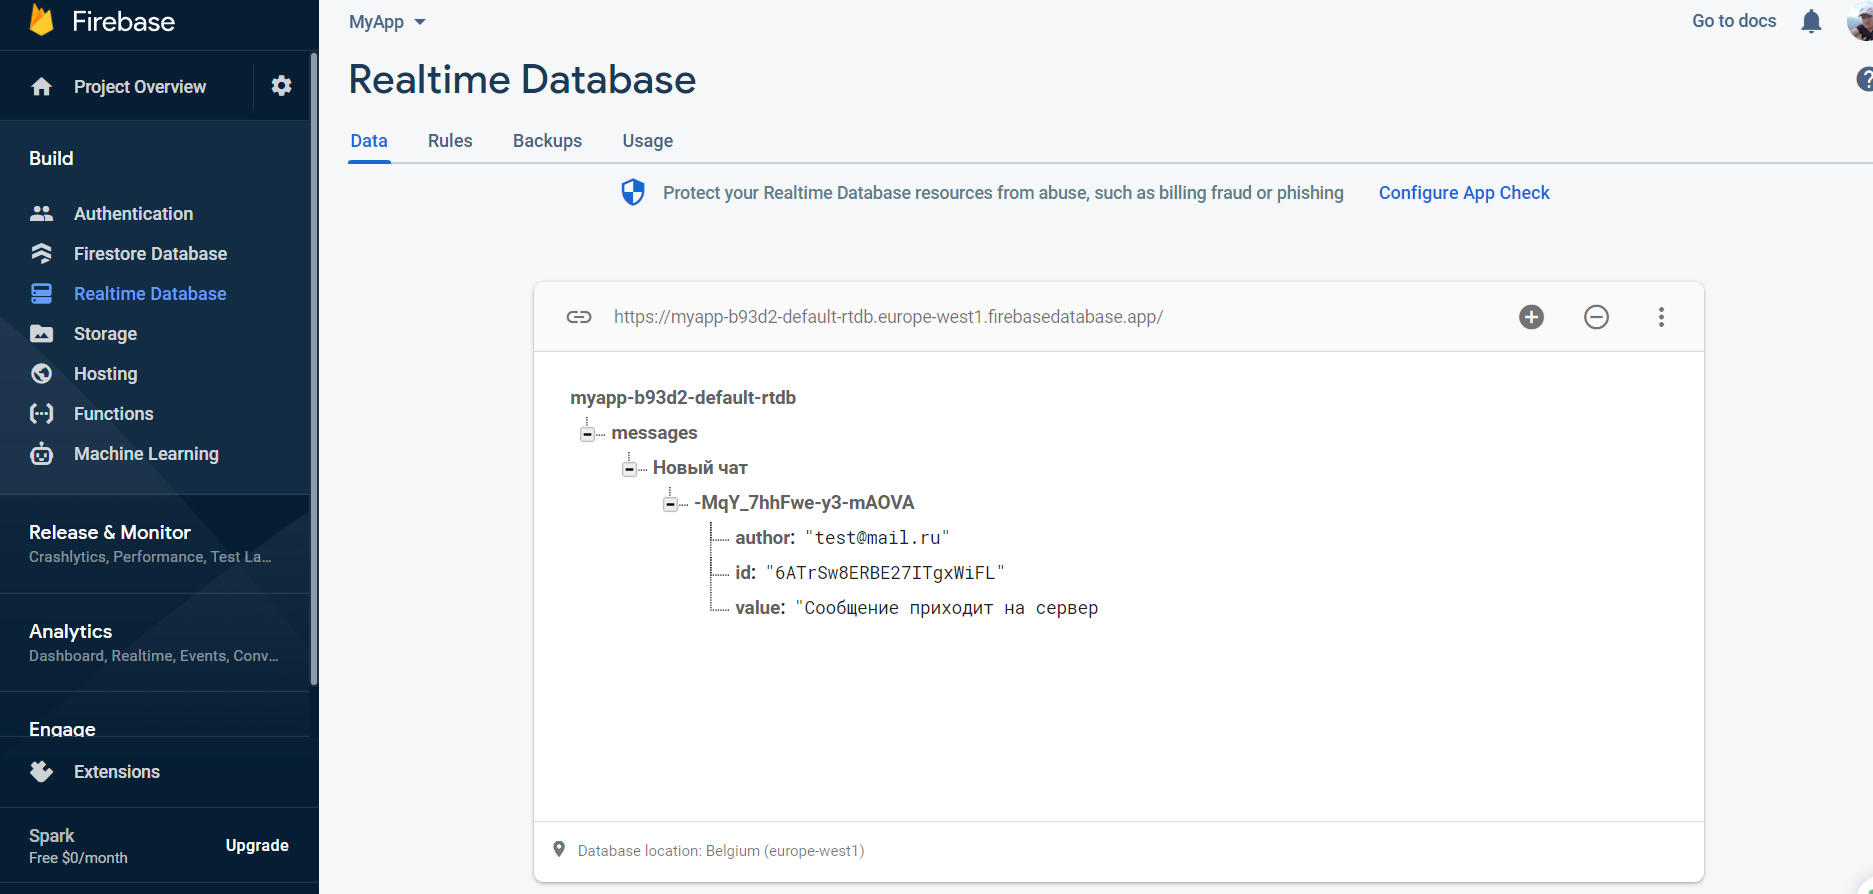 Firebase
Project Overview
Build
Authentication
Firestore Database
Realtime Database
Storage
Hosting
Functions
Machine Learning
Release & Monitor
Crashlytics, Performance, Test La...
Analytics
Dashboard, Realtime, Events, Conv...
Engage
Extensions
Spark
Free $0/month
Upgrade
MyApp
Go to docs
Realtime Database
Data Rules Backups Usage
Protect your Realtime Database resources from abuse, such as billing fraud or phishing Configure App Check
https://myapp-b93d2-default-rtdb.europe-west1.firebasedatabase.app/
myapp-b93d2-default-rtdb
messages
Новый чат
-MqY_7hhFwe-y3-mAOVA
author: "test@mail.ru"
id: "6ATrSw8ERBE27ITgxWiFL"
value: "Сообщение приходит на сервер
Database location: Belgium (europe-west1)